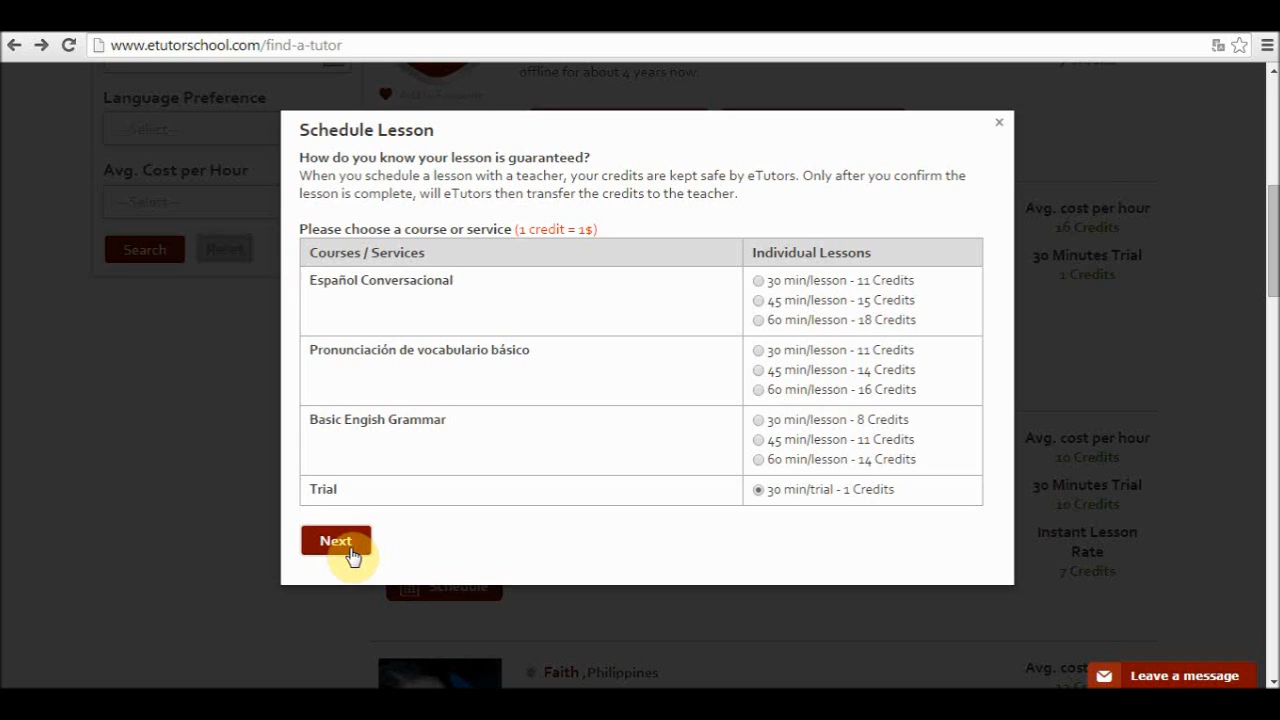 www.etutorschool.com/find-a-tutor
offline for about 4 years now.
Language Preference
---Select---
Avg. Cost per Hour
---Select---
Search
Reset
Schedule Lesson
×
How do you know your lesson is guaranteed?
When you schedule a lesson with a teacher, your credits are kept safe by eTutors. Only after you confirm the
lesson is complete, will eTutors then transfer the credits to the teacher.
Please choose a course or service (1 credit = 1$)
Courses / Services
Individual Lessons
Español Conversacional
30 min/lesson - 11 Credits
45 min/lesson - 15 Credits
60 min/lesson - 18 Credits
Pronunciación de vocabulario básico
30 min/lesson - 11 Credits
45 min/lesson - 14 Credits
60 min/lesson - 16 Credits
Basic Engish Grammar
30 min/lesson - 8 Credits
45 min/lesson - 11 Credits
60 min/lesson - 14 Credits
Trial
30 min/trial - 1 Credits
Next
Avg. cost per hour
16 Credits
30 Minutes Trial
1 Credits
Avg. cost per hour
10 Credits
30 Minutes Trial
10 Credits
Instant Lesson
Rate
7 Credits
Schedule
Faith ,Philippines
Avg. cost
Leave a message